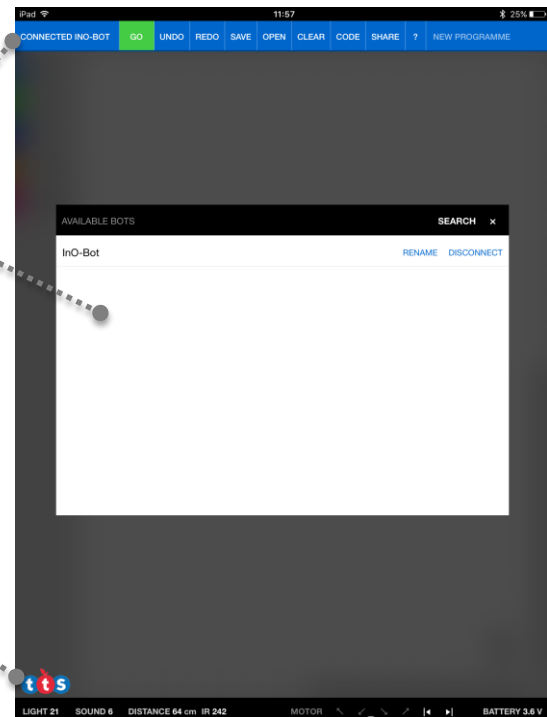 iPad 11:57 25%
CONNECTED INO-BOT GO UNDO REDO SAVE OPEN CLEAR CODE SHARE ? NEW PROGRAMME
AVAILABLE BOTS SEARCH ×
InO-Bot RENAME DISCONNECT
tts
LIGHT 21 SOUND 6 DISTANCE 64 cm IR 242 MOTOR BATTERY 3.6 V